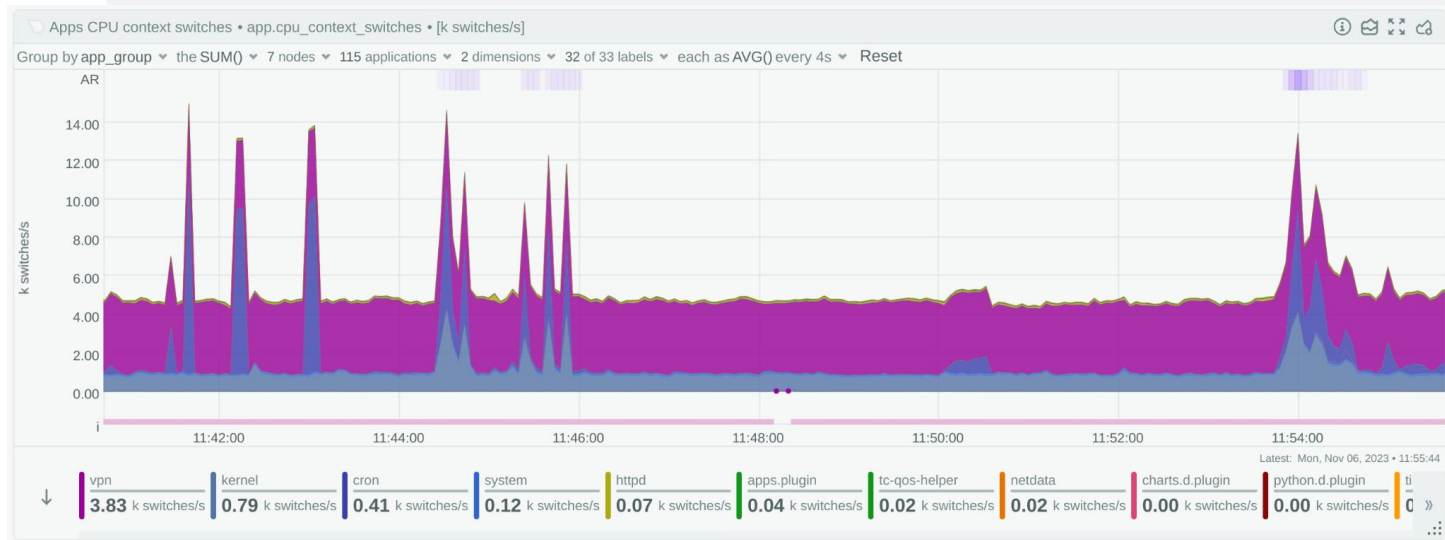 Apps CPU context switches • app.cpu_context_switches • [k switches/s]
Group by app_group the SUM() 7 nodes 115 applications 2 dimensions 32 of 33 labels each as AVG() every 4s Reset
AR
14.00
12.00
10.00
8.00
6.00
4.00
2.00
0.00
k switches/s
i
11:42:00 11:44:00 11:46:00 11:48:00 11:50:00 11:52:00 11:54:00
Latest: Mon, Nov 06, 2023 • 11:55:44
vpn kernel cron system httpd apps.plugin tc-qos-helper netdata charts.d.plugin python.d.plugin
3.83 k switches/s 0.79 k switches/s 0.41 k switches/s 0.12 k switches/s 0.07 k switches/s 0.04 k switches/s 0.02 k switches/s 0.02 k switches/s 0.00 k switches/s 0.00 k switches/s